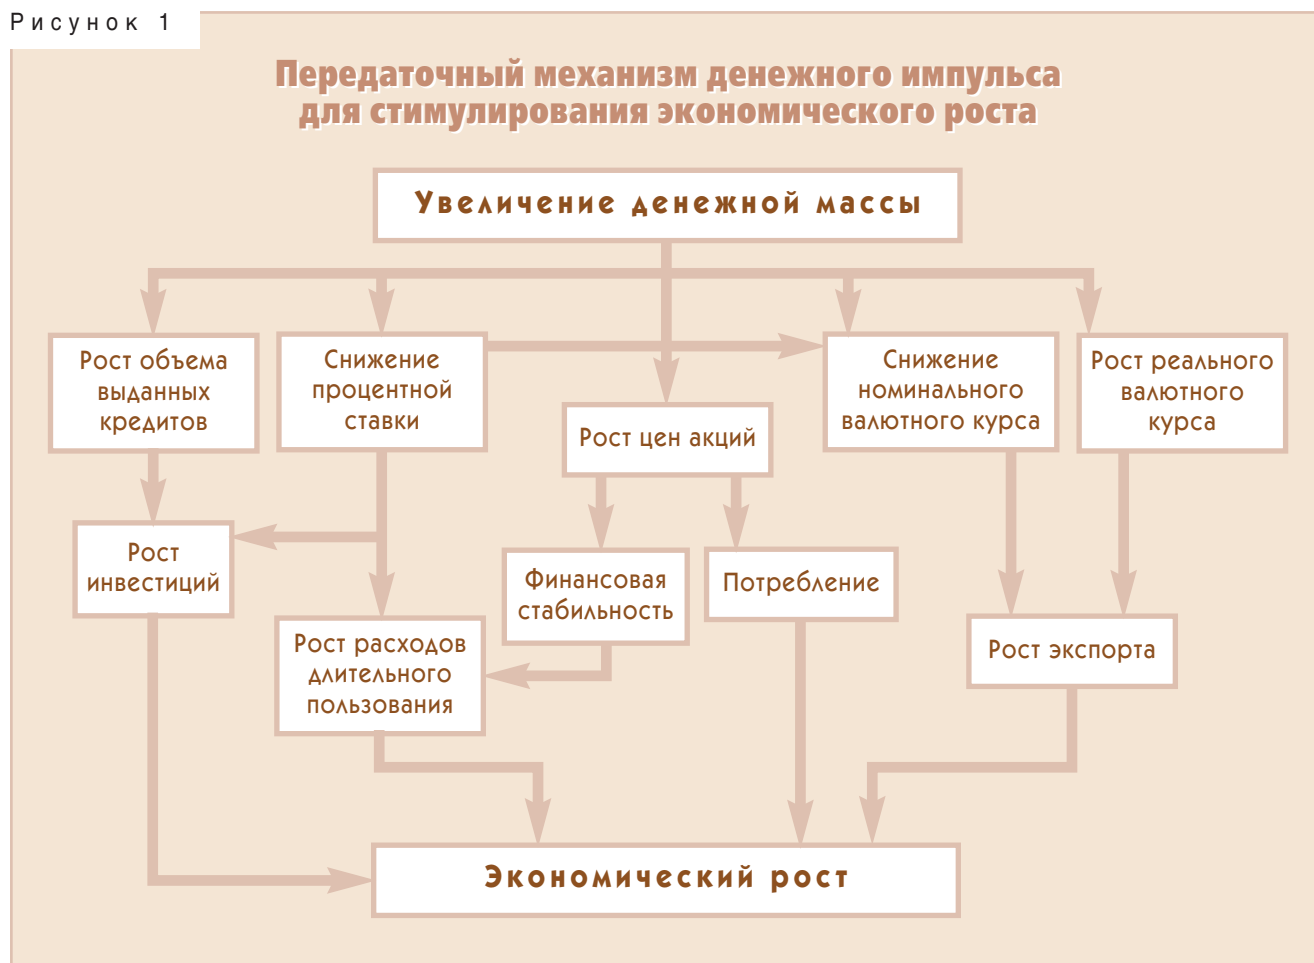 Рисунок 1
Передаточный механизм денежного импульса
для стимулирования экономического роста
Увеличение денежной массы
Рост объема
выданных
кредитов
Снижение
процентной
ставки
Рост цен акций
Снижение
номинального
валютного курса
Рост реального
валютного
курса
Рост
инвестиций
Финансовая
стабильность
Потребление
Рост расходов
длительного
пользования
Рост экспорта
Экономический рост